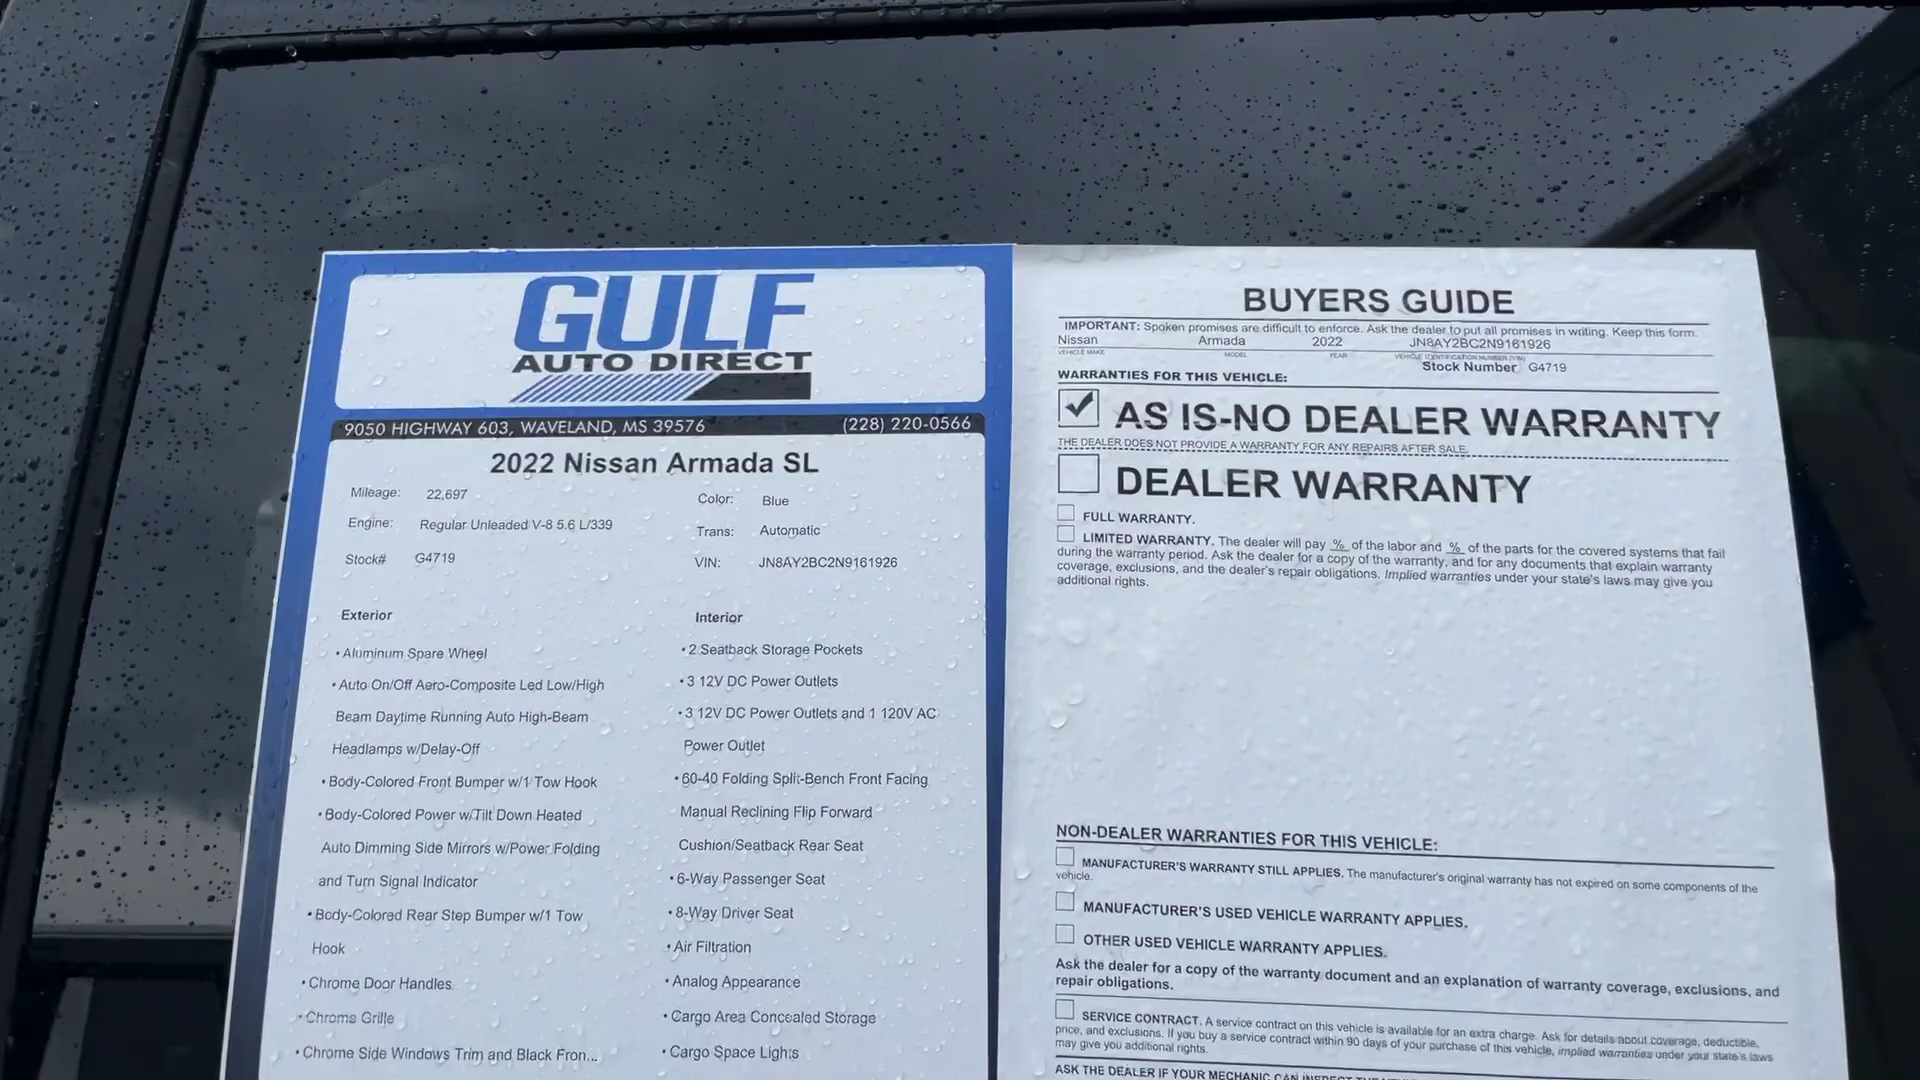 GULF
AUTO DIRECT
9050 HIGHWAY 603, WAVELAND, MS 39576 (228) 220-0566
2022 Nissan Armada SL
Mileage: 22,697 Color: Blue
Engine: Regular Unleaded V-8 5.6 L/339 Trans: Automatic
Stock# G4719 VIN: JN8AY2BC2N9161926
Exterior
• Aluminum Spare Wheel
• Auto On/Off Aero-Composite Led Low/High
Beam Daytime Running Auto High-Beam
Headlamps w/Delay-Off
• Body-Colored Front Bumper w/1 Tow Hook
• Body-Colored Power w/Tilt Down Heated
Auto Dimming Side Mirrors w/Power Folding
and Turn Signal Indicator
• Body-Colored Rear Step Bumper w/1 Tow
Hook
• Chrome Door Handles
• Chrome Grille
• Chrome Side Windows Trim and Black Fron...
Interior
• 2 Seatback Storage Pockets
• 3 12V DC Power Outlets
• 3 12V DC Power Outlets and 1 120V AC
Power Outlet
• 60-40 Folding Split-Bench Front Facing
Manual Reclining Flip Forward
Cushion/Seatback Rear Seat
• 6-Way Passenger Seat
• 8-Way Driver Seat
• Air Filtration
• Analog Appearance
• Cargo Area Concealed Storage
• Cargo Space Lights
BUYERS GUIDE
IMPORTANT: Spoken promises are difficult to enforce. Ask the dealer to put all promises in writing. Keep this form.
Nissan Armada 2022 JN8AY2BC2N9161926
VEHICLE MAKE MODEL YEAR VEHICLE IDENTIFICATION NUMBER (VIN)
Stock Number G4719
WARRANTIES FOR THIS VEHICLE:
AS IS-NO DEALER WARRANTY
THE DEALER DOES NOT PROVIDE A WARRANTY FOR ANY REPAIRS AFTER SALE.
DEALER WARRANTY
FULL WARRANTY.
LIMITED WARRANTY. The dealer will pay % of the labor and % of the parts for the covered systems that fail
during the warranty period. Ask the dealer for a copy of the warranty, and for any documents that explain warranty
coverage, exclusions, and the dealer's repair obligations. Implied warranties under your state's laws may give you
additional rights.
NON-DEALER WARRANTIES FOR THIS VEHICLE:
MANUFACTURER'S WARRANTY STILL APPLIES. The manufacturer's original warranty has not expired on some components of the
vehicle.
MANUFACTURER'S USED VEHICLE WARRANTY APPLIES.
OTHER USED VEHICLE WARRANTY APPLIES.
Ask the dealer for a copy of the warranty document and an explanation of warranty coverage, exclusions, and
repair obligations.
SERVICE CONTRACT. A service contract on this vehicle is available for an extra charge. Ask for details about coverage, deductible,
price, and exclusions. If you buy a service contract within 90 days of your purchase of this vehicle, implied warranties under your state's laws
may give you additional rights.
ASK THE DEALER IF YOUR MECHANIC CAN INSPECT THE